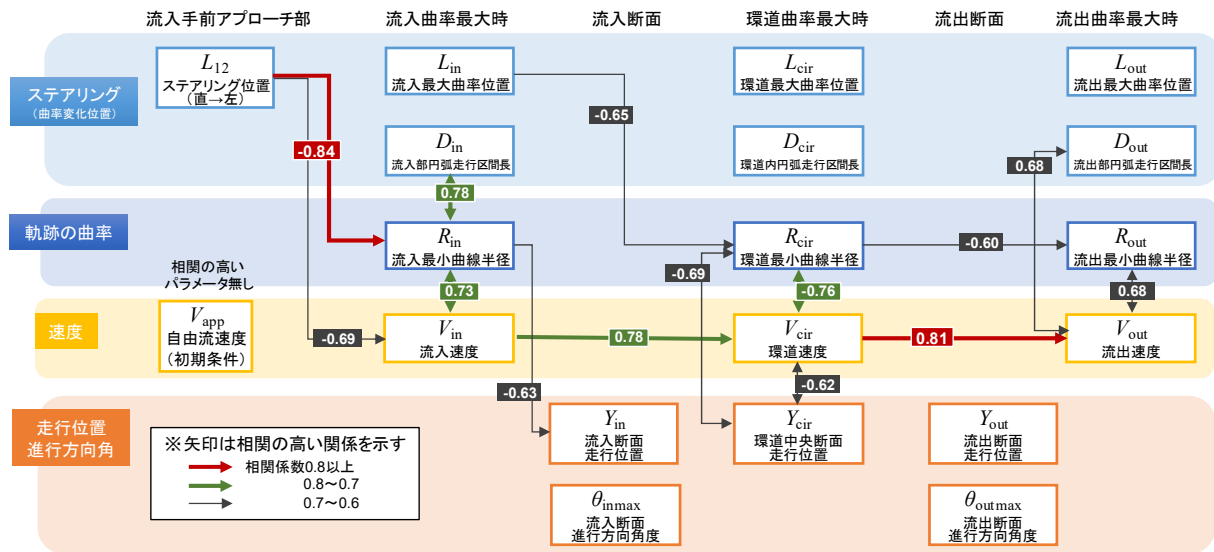 流入手前アプローチ部
流入曲率最大時
流入断面
環道曲率最大時
流出断面
流出曲率最大時
ステアリング
(曲率変化位置)
L12
ステアリング位置
(直→左)
Lin
流入最大曲率位置
Lcir
環道最大曲率位置
Lout
流出最大曲率位置
-0.65
-0.84
Din
流入部円弧走行区間長
Dcir
環道内円弧走行区間長
Dout
流出部円弧走行区間長
0.68
0.78
軌跡の曲率
Rin
流入最小曲線半径
Rcir
環道最小曲線半径
-0.60
Rout
流出最小曲線半径
相関の高い
パラメータ無し
0.73
-0.69
-0.76
0.68
速度
Vapp
自由流速度
(初期条件)
-0.69
Vin
流入速度
0.78
Vcir
環道速度
0.81
Vout
流出速度
-0.63
-0.62
走行位置
進行方向角
Yin
流入断面
走行位置
Ycir
環道中央断面
走行位置
Yout
流出断面
走行位置
※矢印は相関の高い関係を示す
相関係数0.8以上
0.8~0.7
0.7~0.6
θinmax
流入断面
進行方向角度
θoutmax
流出断面
進行方向角度